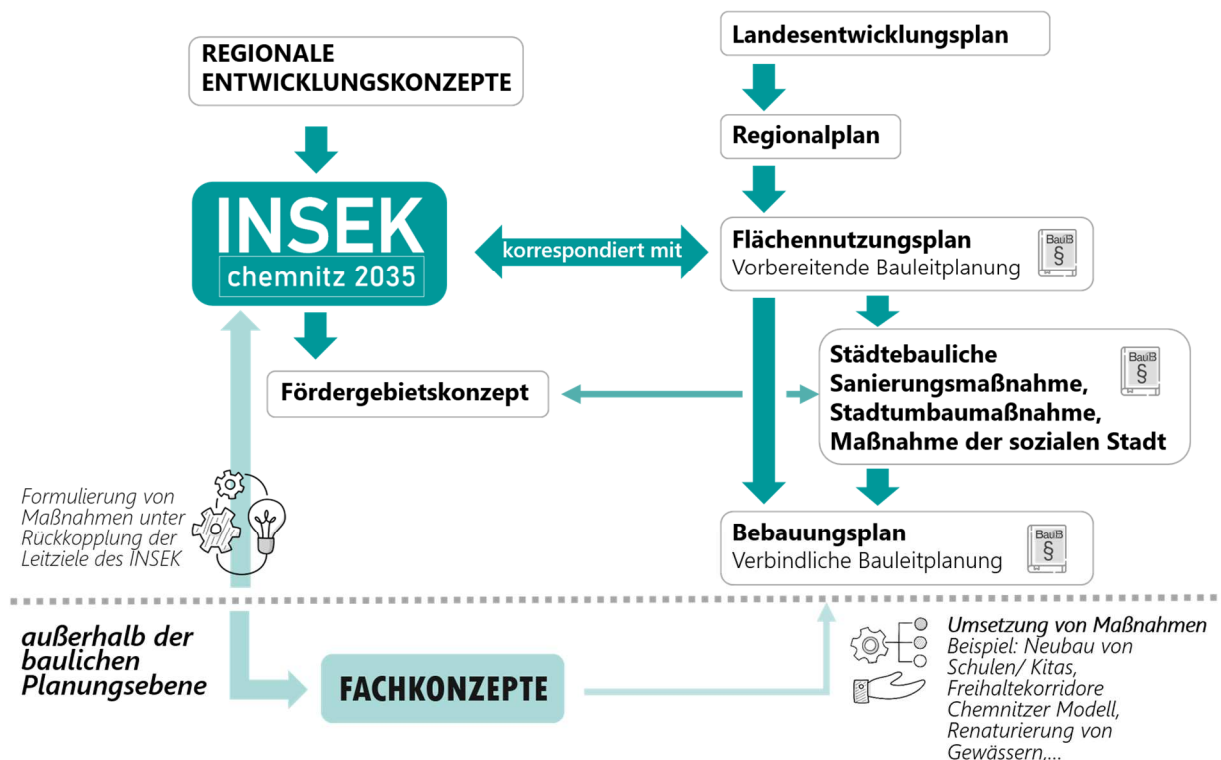 REGIONALE
ENTWICKLUNGSKONZEPTE
Landesentwicklungsplan
Regionalplan
INSEK
chemnitz 2035
korrespondiert mit
Flächennutzungsplan
Vorbereitende Bauleitplanung
BauB
§
Fördergebietskonzept
Städtebauliche
Sanierungsmaßnahme,
Stadtumbaumaßnahme,
Maßnahme der sozialen Stadt
BauB
§
Formulierung von
Maßnahmen unter
Rückkopplung der
Leitziele des INSEK
Bebauungsplan
Verbindliche Bauleitplanung
BauB
§
außerhalb der
baulichen
Planungsebene
FACHKONZEPTE
Umsetzung von Maßnahmen
Beispiel: Neubau von
Schulen/ Kitas,
Freihaltekorridore
Chemnitzer Modell,
Renaturierung von
Gewässern,...